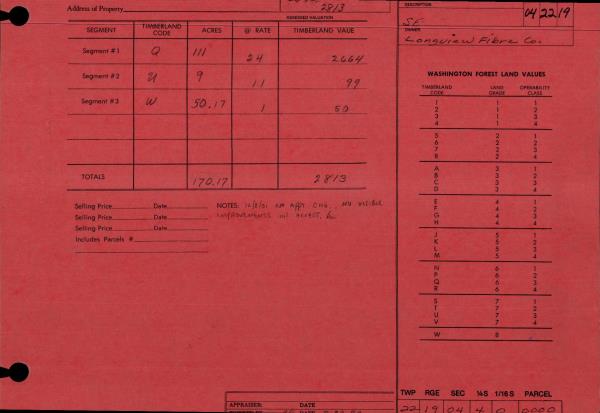 Address of Property
2813
ASSESSED VALUATION
DESCRIPTION
SE
04 22 19
OWNER
Longview Fibre Co.
SEGMENT TIMBERLAND CODE ACRES @ RATE TIMBERLAND VAUE
Segment #1 Q 111 24 2664
Segment #2 U 9 11 99
Segment #3 W 50.17 1 50
TOTALS 170.17 2813
Selling Price Date
Selling Price Date
Selling Price Date
Includes Parcels #
NOTES: NO VISIBLE
IMPROVEMENTS
WASHINGTON FOREST LAND VALUES
TIMBERLAND CODE LAND GRADE OPERABILITY CLASS
1 1 1
2 1 2
3 1 3
4 1 4
5 2 1
6 2 2
7 2 3
8 2 4
A 3 1
B 3 2
C 3 3
D 3 4
E 4 1
F 4 2
G 4 3
H 4 4
J 5 1
K 5 2
L 5 3
M 5 4
N 6 1
P 6 2
Q 6 3
R 6 4
S 7 1
T 7 2
U 7 3
V 7 4
W 8
APPRAISER: DATE
TWP RGE SEC ¼S 1/16 S PARCEL
22 19 04 4 0 0000